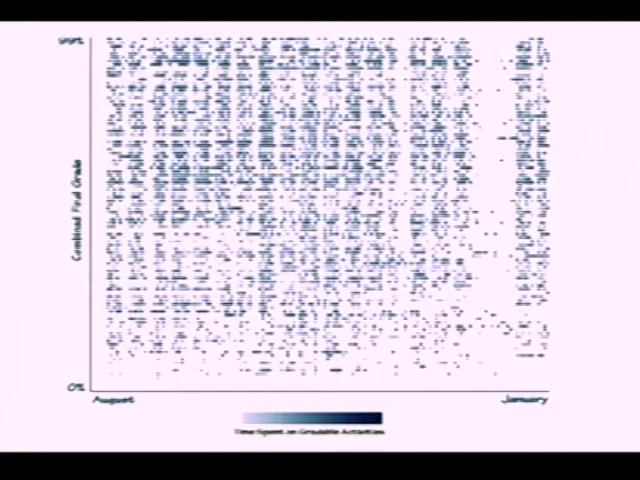 99%
Combined Final Grade
0%
August
January
Time Spent on Gradable Activities